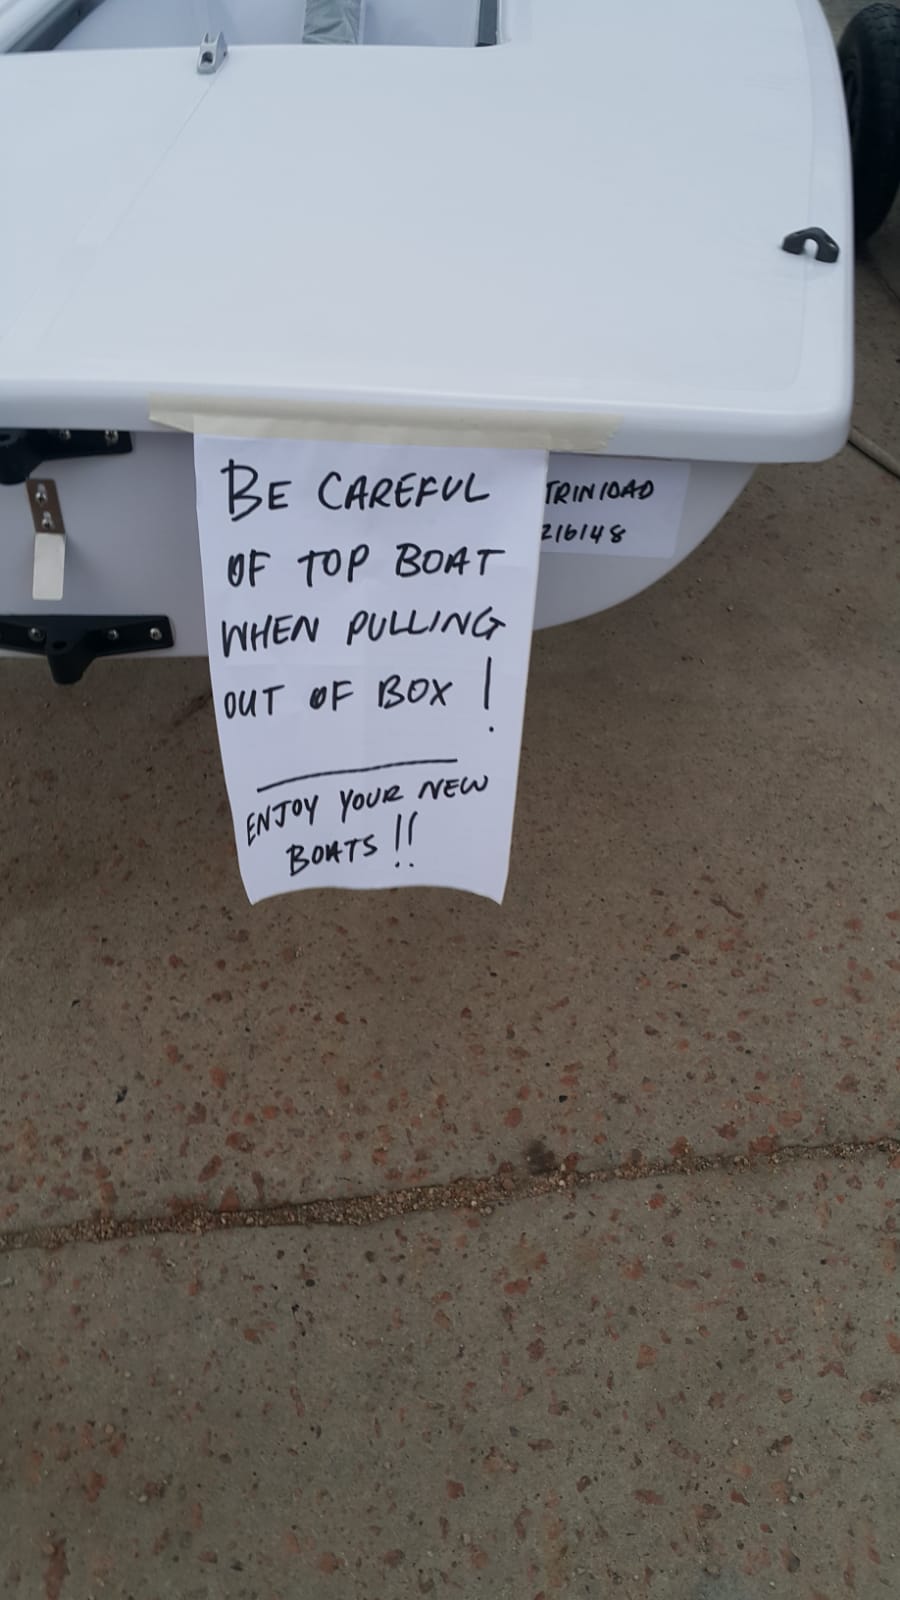 BE CAREFUL
OF TOP BOAT
WHEN PULLING
OUT OF BOX !
ENJOY YOUR NEW
BOATS !!
TRINIDAD
216148